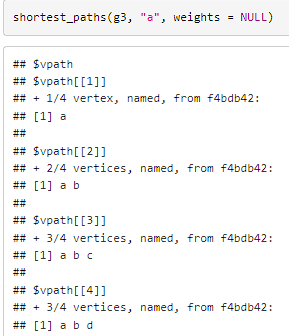 shortest_paths(g3, "a", weights = NULL)
## $vpath
## $vpath[[1]]
## + 1/4 vertex, named, from f4bdb42:
## [1] a
##
## $vpath[[2]]
## + 2/4 vertices, named, from f4bdb42:
## [1] a b
##
## $vpath[[3]]
## + 3/4 vertices, named, from f4bdb42:
## [1] a b c
##
## $vpath[[4]]
## + 3/4 vertices, named, from f4bdb42:
## [1] a b d